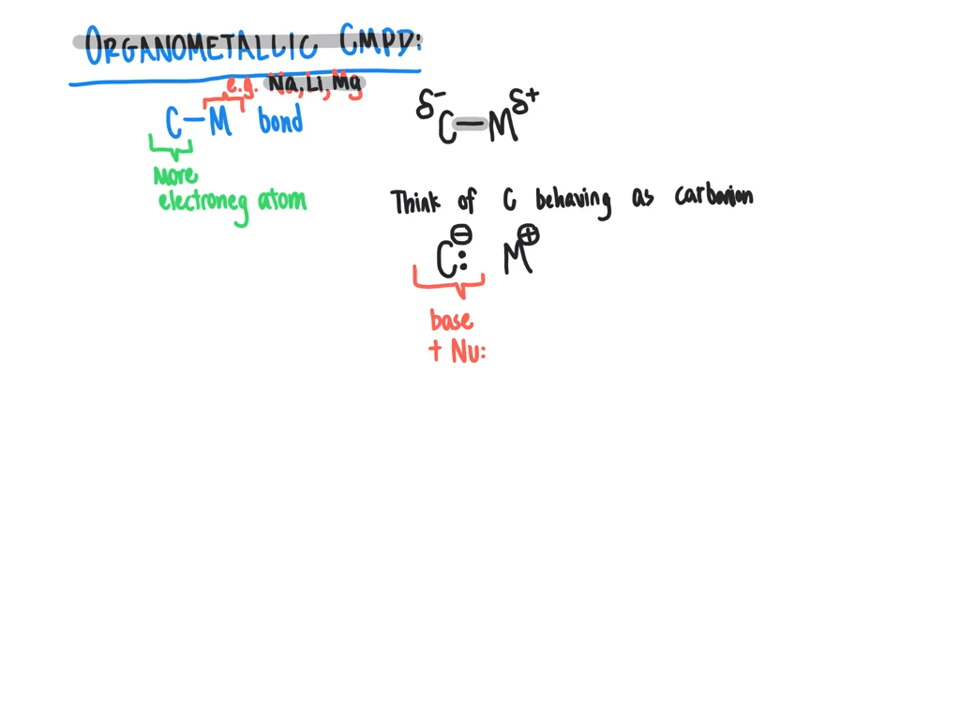 ORGANOMETALLIC CMPD:
e.g. Na, Li, Mg
C–M bond
More
electroneg atom
δ⁻ C–M δ⁺
Think of C behaving as carbanion
C:⊖ M⊕
base
+ Nu: